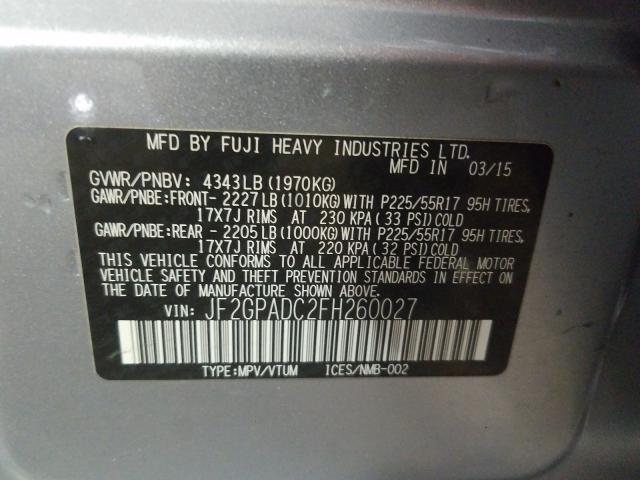 MFD BY FUJI HEAVY INDUSTRIES LTD.
MFD IN 03/15
GVWR/PNBV: 4343LB (1970KG)
GAWR/PNBE:FRONT- 2227LB (1010KG) WITH P225/55R17 95H TIRES,
17X7J RIMS AT 230 KPA (33 PSI) COLD
GAWR/PNBE:REAR - 2205LB (1000KG) WITH P225/55R17 95H TIRES,
17X7J RIMS AT 220 KPA (32 PSI) COLD
THIS VEHICLE CONFORMS TO ALL APPLICABLE FEDERAL MOTOR
VEHICLE SAFETY AND THEFT PREVENTION STANDARDS IN EFFECT
ON THE DATE OF MANUFACTURE SHOWN ABOVE.
VIN: JF2GPADC2FH260027
TYPE:MPV/VTUM ICES/NMB-002